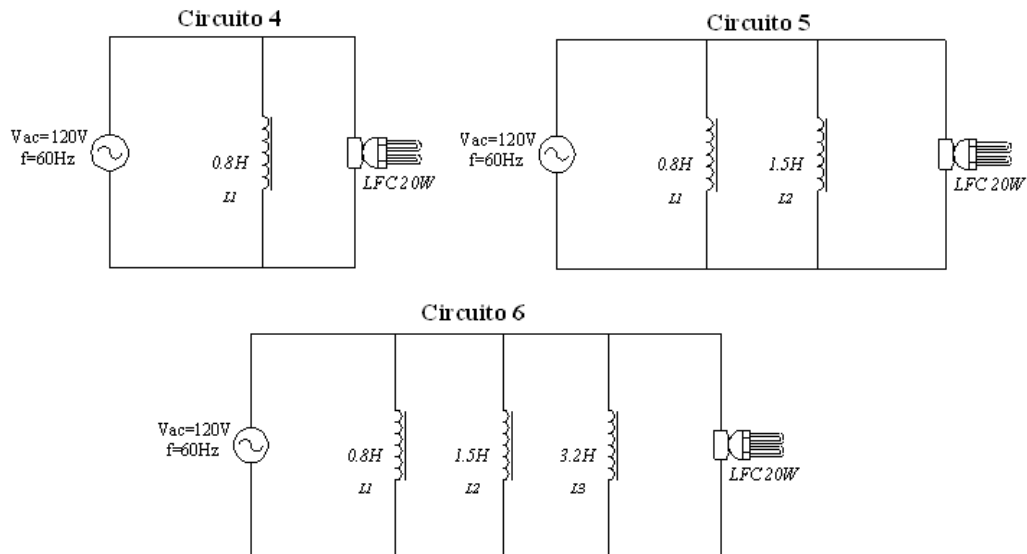 Circuito 4
Vac=120V
f=60Hz
0.8H
L1
LFC 20W
Circuito 5
Vac=120V
f=60Hz
0.8H
L1
1.5H
L2
LFC 20W
Circuito 6
Vac=120V
f=60Hz
0.8H
L1
1.5H
L2
3.2H
L3
LFC 20W